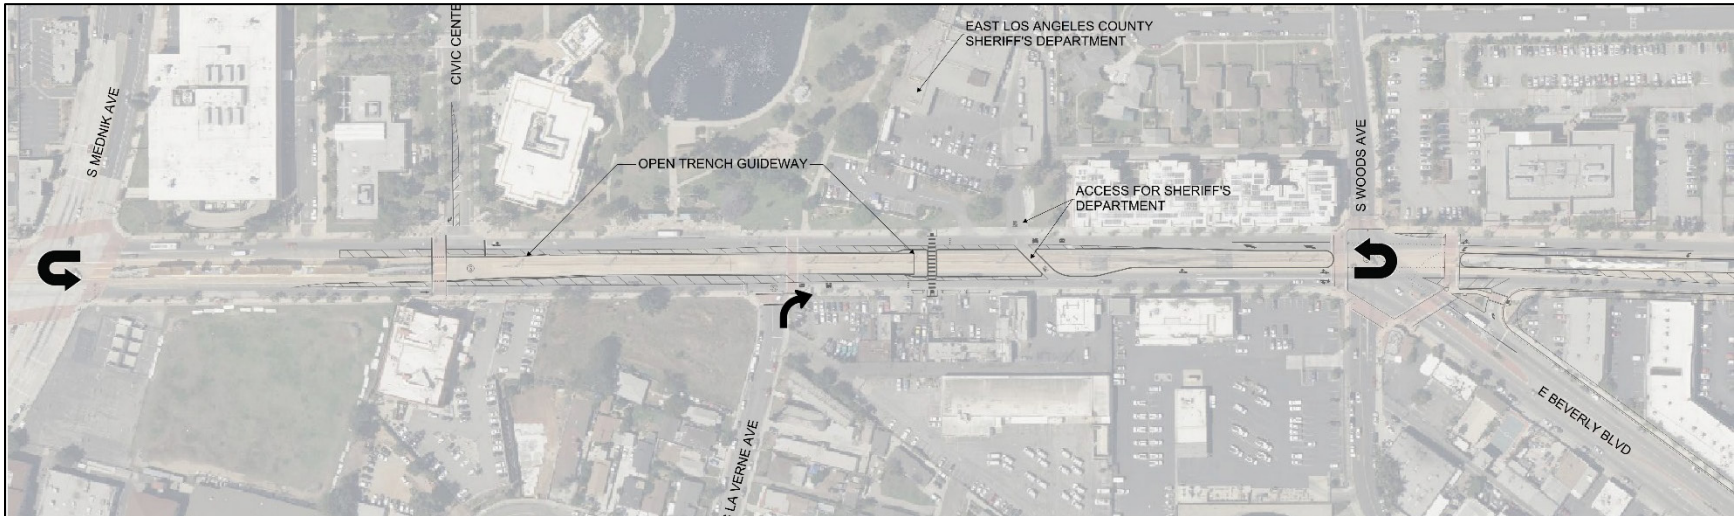 EAST LOS ANGELES COUNTY
SHERIFF'S DEPARTMENT
CIVIC CENTER
S MEDNIK AVE
OPEN TRENCH GUIDEWAY
ACCESS FOR SHERIFF'S
DEPARTMENT
S WOODS AVE
E BEVERLY BLVD
LA VERNE AVE